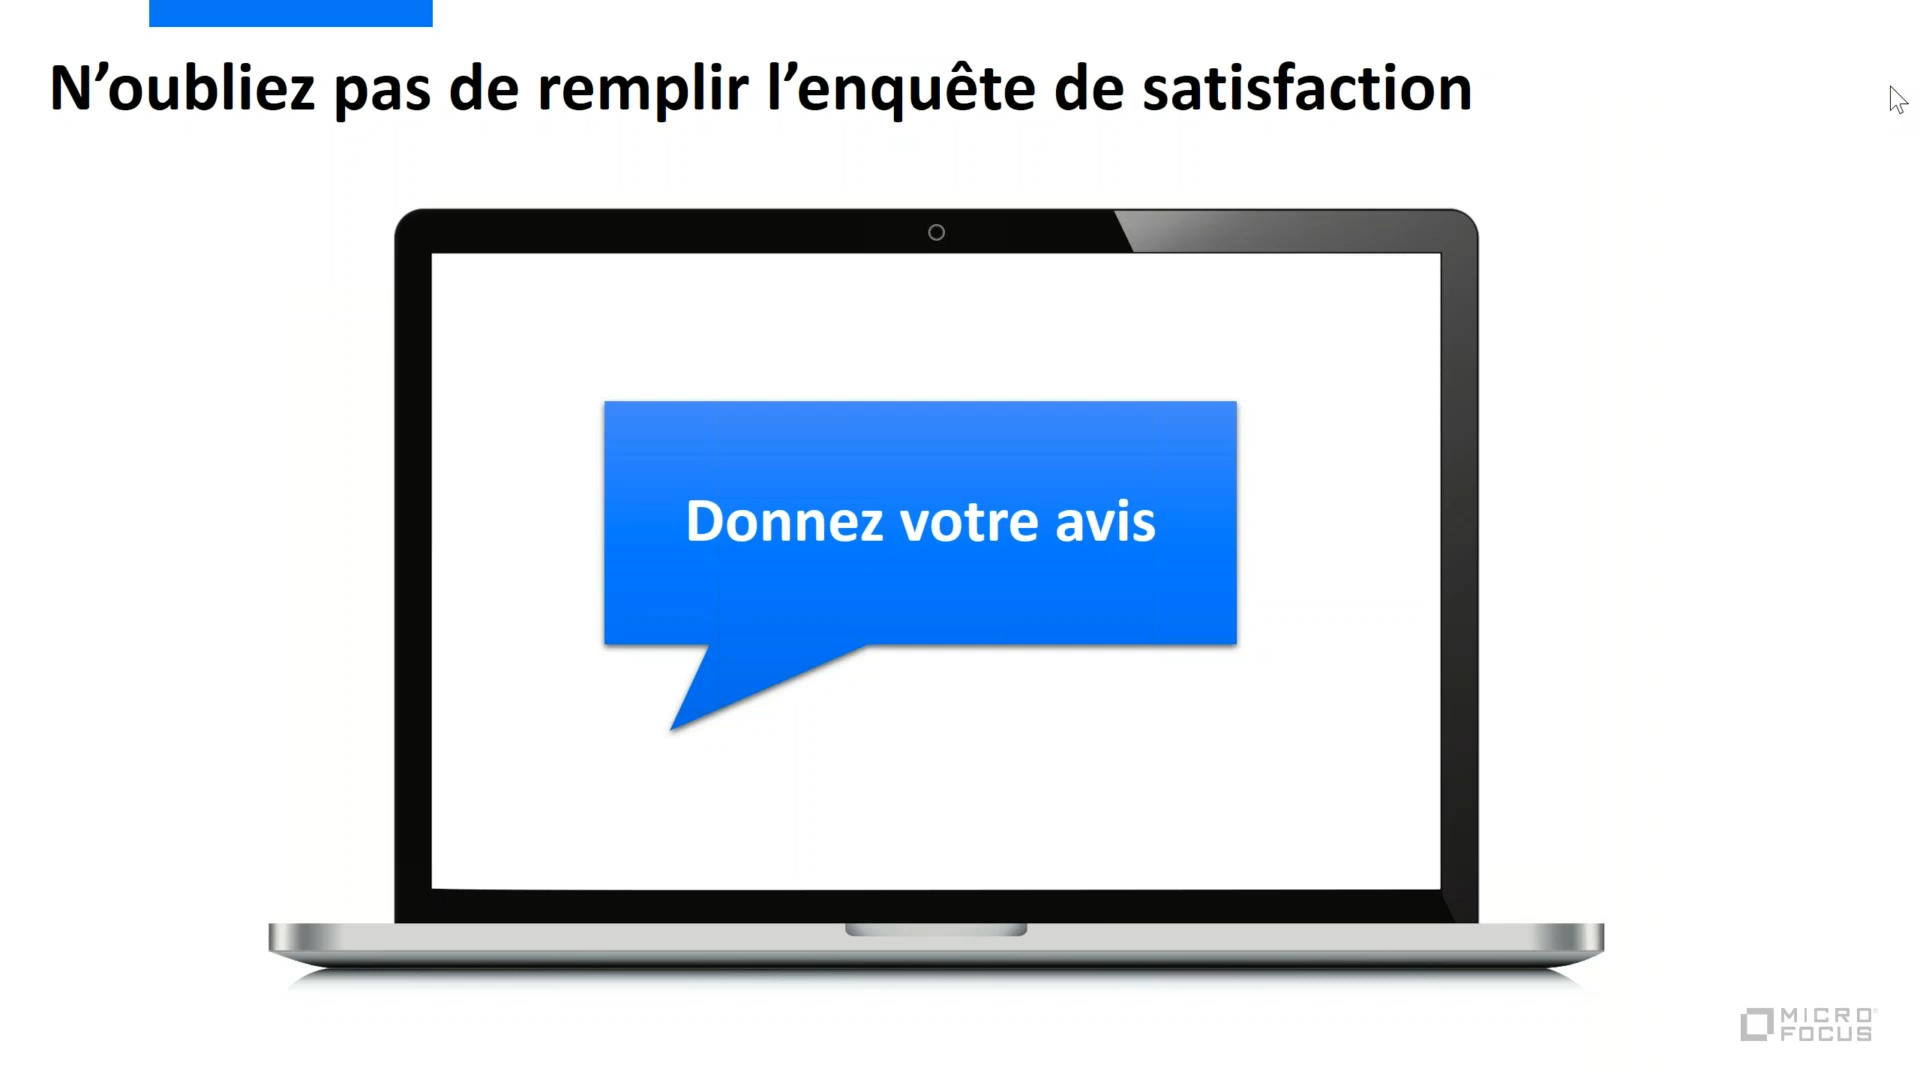 N’oubliez pas de remplir l’enquête de satisfaction
Donnez votre avis
MICRO
FOCUS